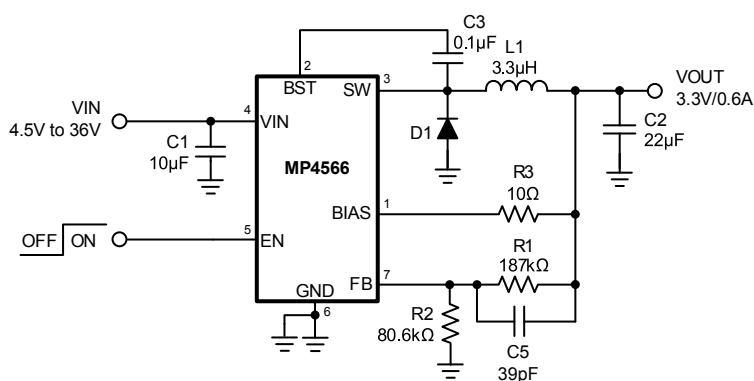 C3
0.1µF
L1
3.3µH
2
BST
SW
3
VOUT
3.3V/0.6A
VIN
4.5V to 36V
4
VIN
C1
10µF
D1
C2
22µF
MP4566
R3
10Ω
BIAS
1
R1
187kΩ
OFF
ON
5
EN
FB
7
GND
6
R2
80.6kΩ
C5
39pF